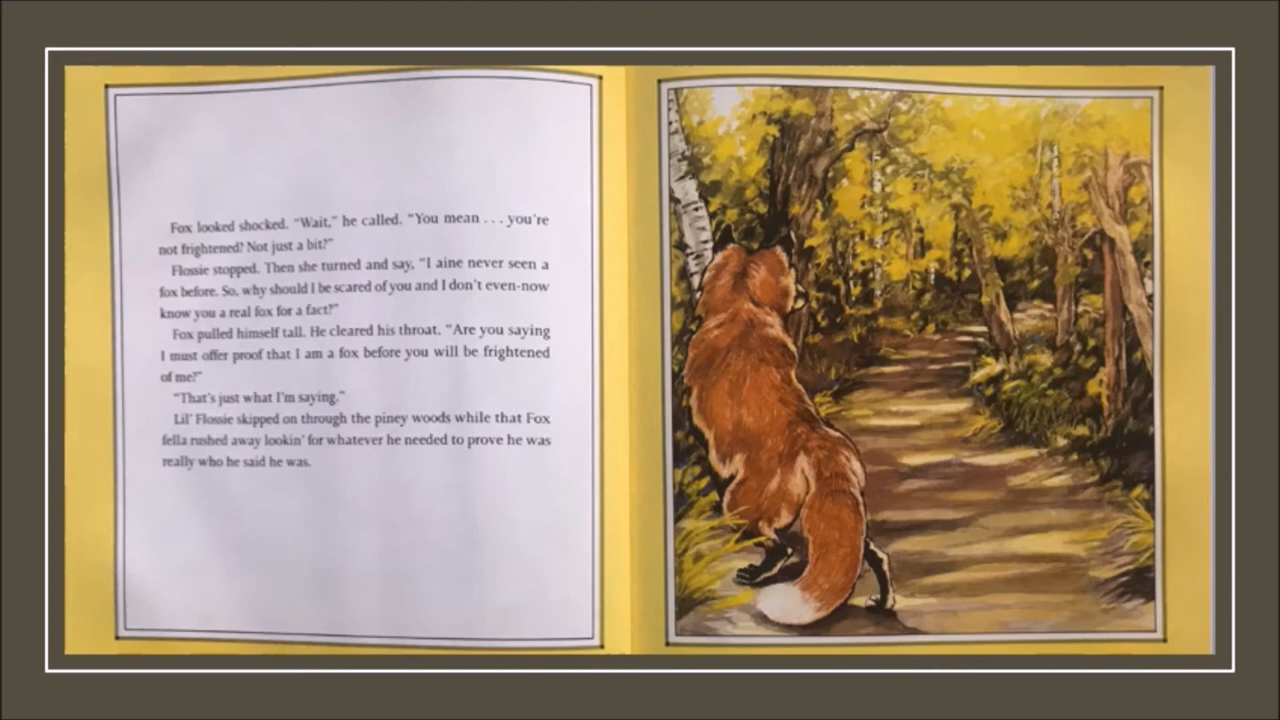 Fox looked shocked. "Wait," he called. "You mean . . . you're
not frightened? Not just a bit?"
Flossie stopped. Then she turned and say, "I aine never seen a
fox before. So, why should I be scared of you and I don't even-now
know you a real fox for a fact?"
Fox pulled himself tall. He cleared his throat. "Are you saying
I must offer proof that I am a fox before you will be frightened
of me?"
"That's just what I'm saying."
Lil' Flossie skipped on through the piney woods while that Fox
fella rushed away lookin' for whatever he needed to prove he was
really who he said he was.